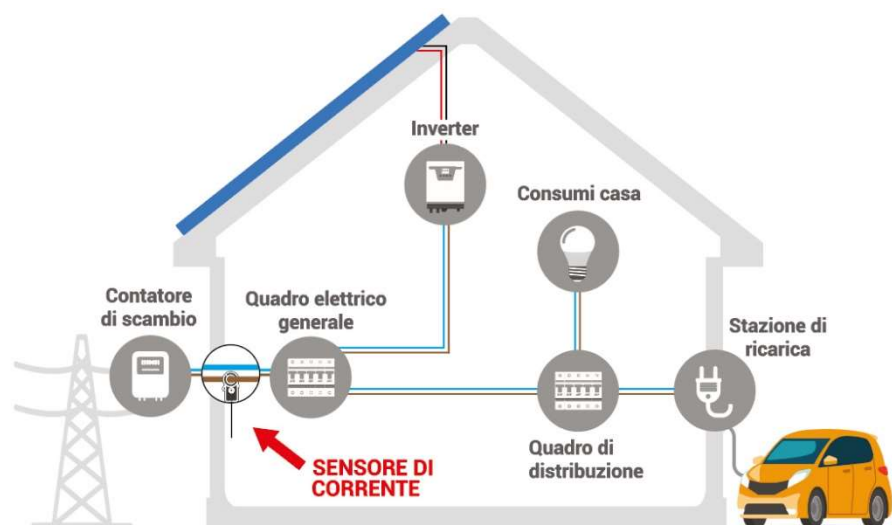 Inverter
Consumi casa
Contatore
di scambio
Quadro elettrico
generale
Stazione di
ricarica
Quadro di
distribuzione
SENSORE DI
CORRENTE